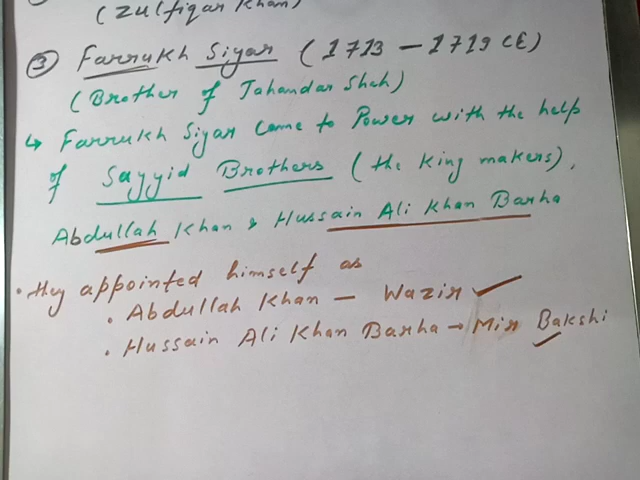 (Zulfiqar Khan)
③ Farrukh Siyar (1713 – 1719 CE)
(Brother of Jahandar Shah)
↳ Farrukh Siyar came to Power with the help
of Sayyid Brothers (the King makers),
Abdullah Khan & Hussain Ali Khan Barha
• they appointed himself as
• Abdullah Khan – Wazir ✓
• Hussain Ali Khan Barha → Mir Bakshi